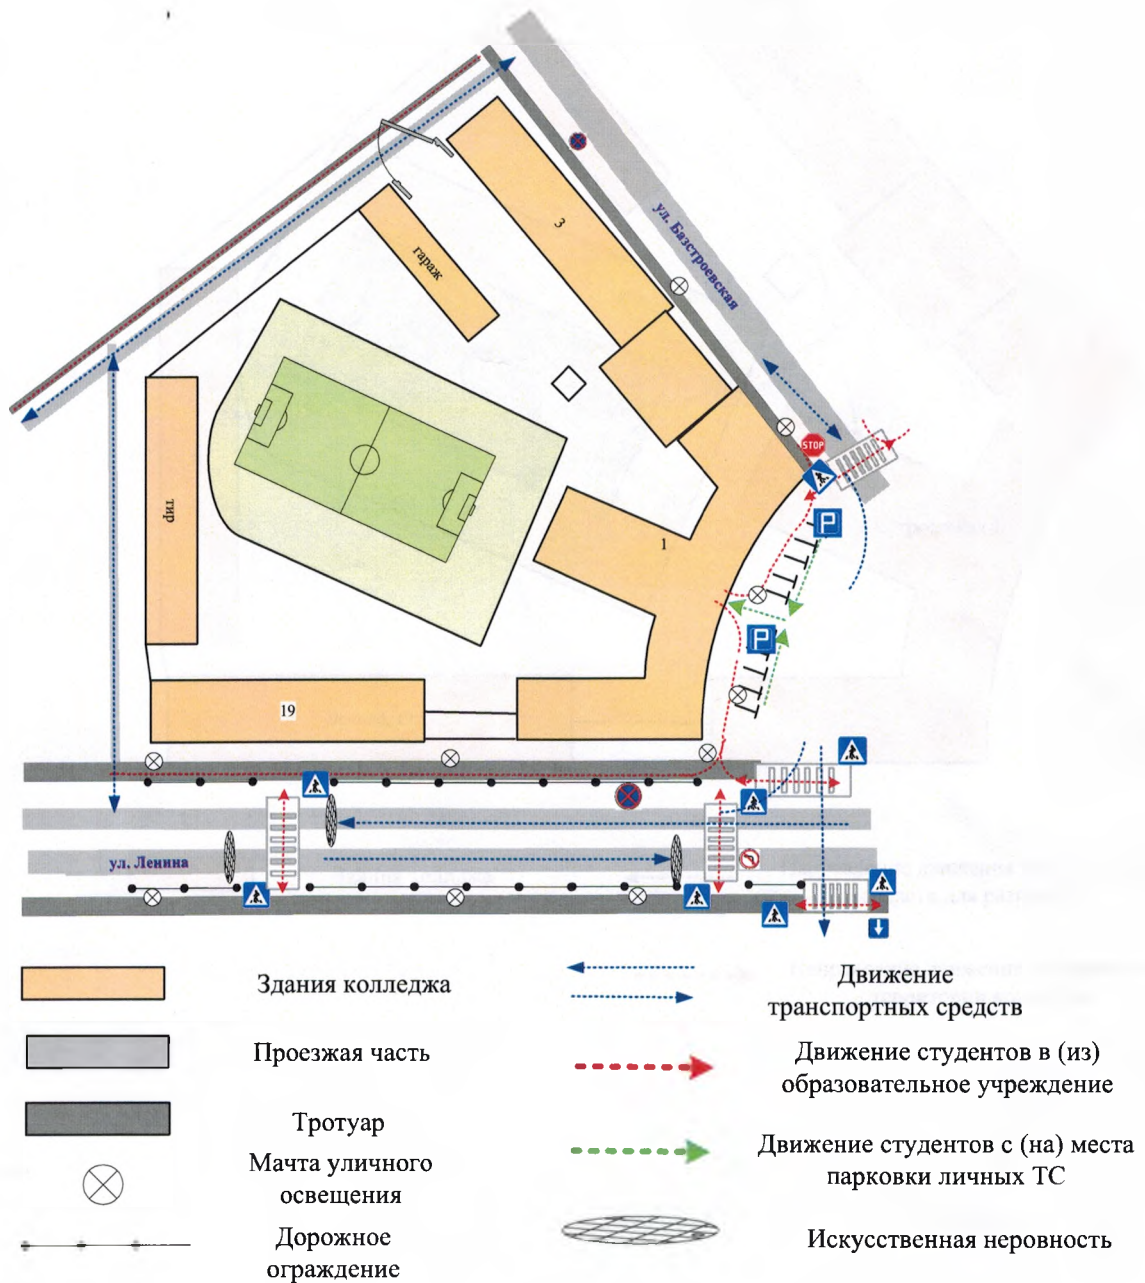 3
ул. Базстроевская
гараж
STOP
тир
P
1
P
19
ул. Ленина
Здания колледжа
Движение
транспортных средств
Проезжая часть
Движение студентов в (из)
образовательное учреждение
Тротуар
Мачта уличного
освещения
Движение студентов с (на) места
парковки личных ТС
Дорожное
ограждение
Искусственная неровность